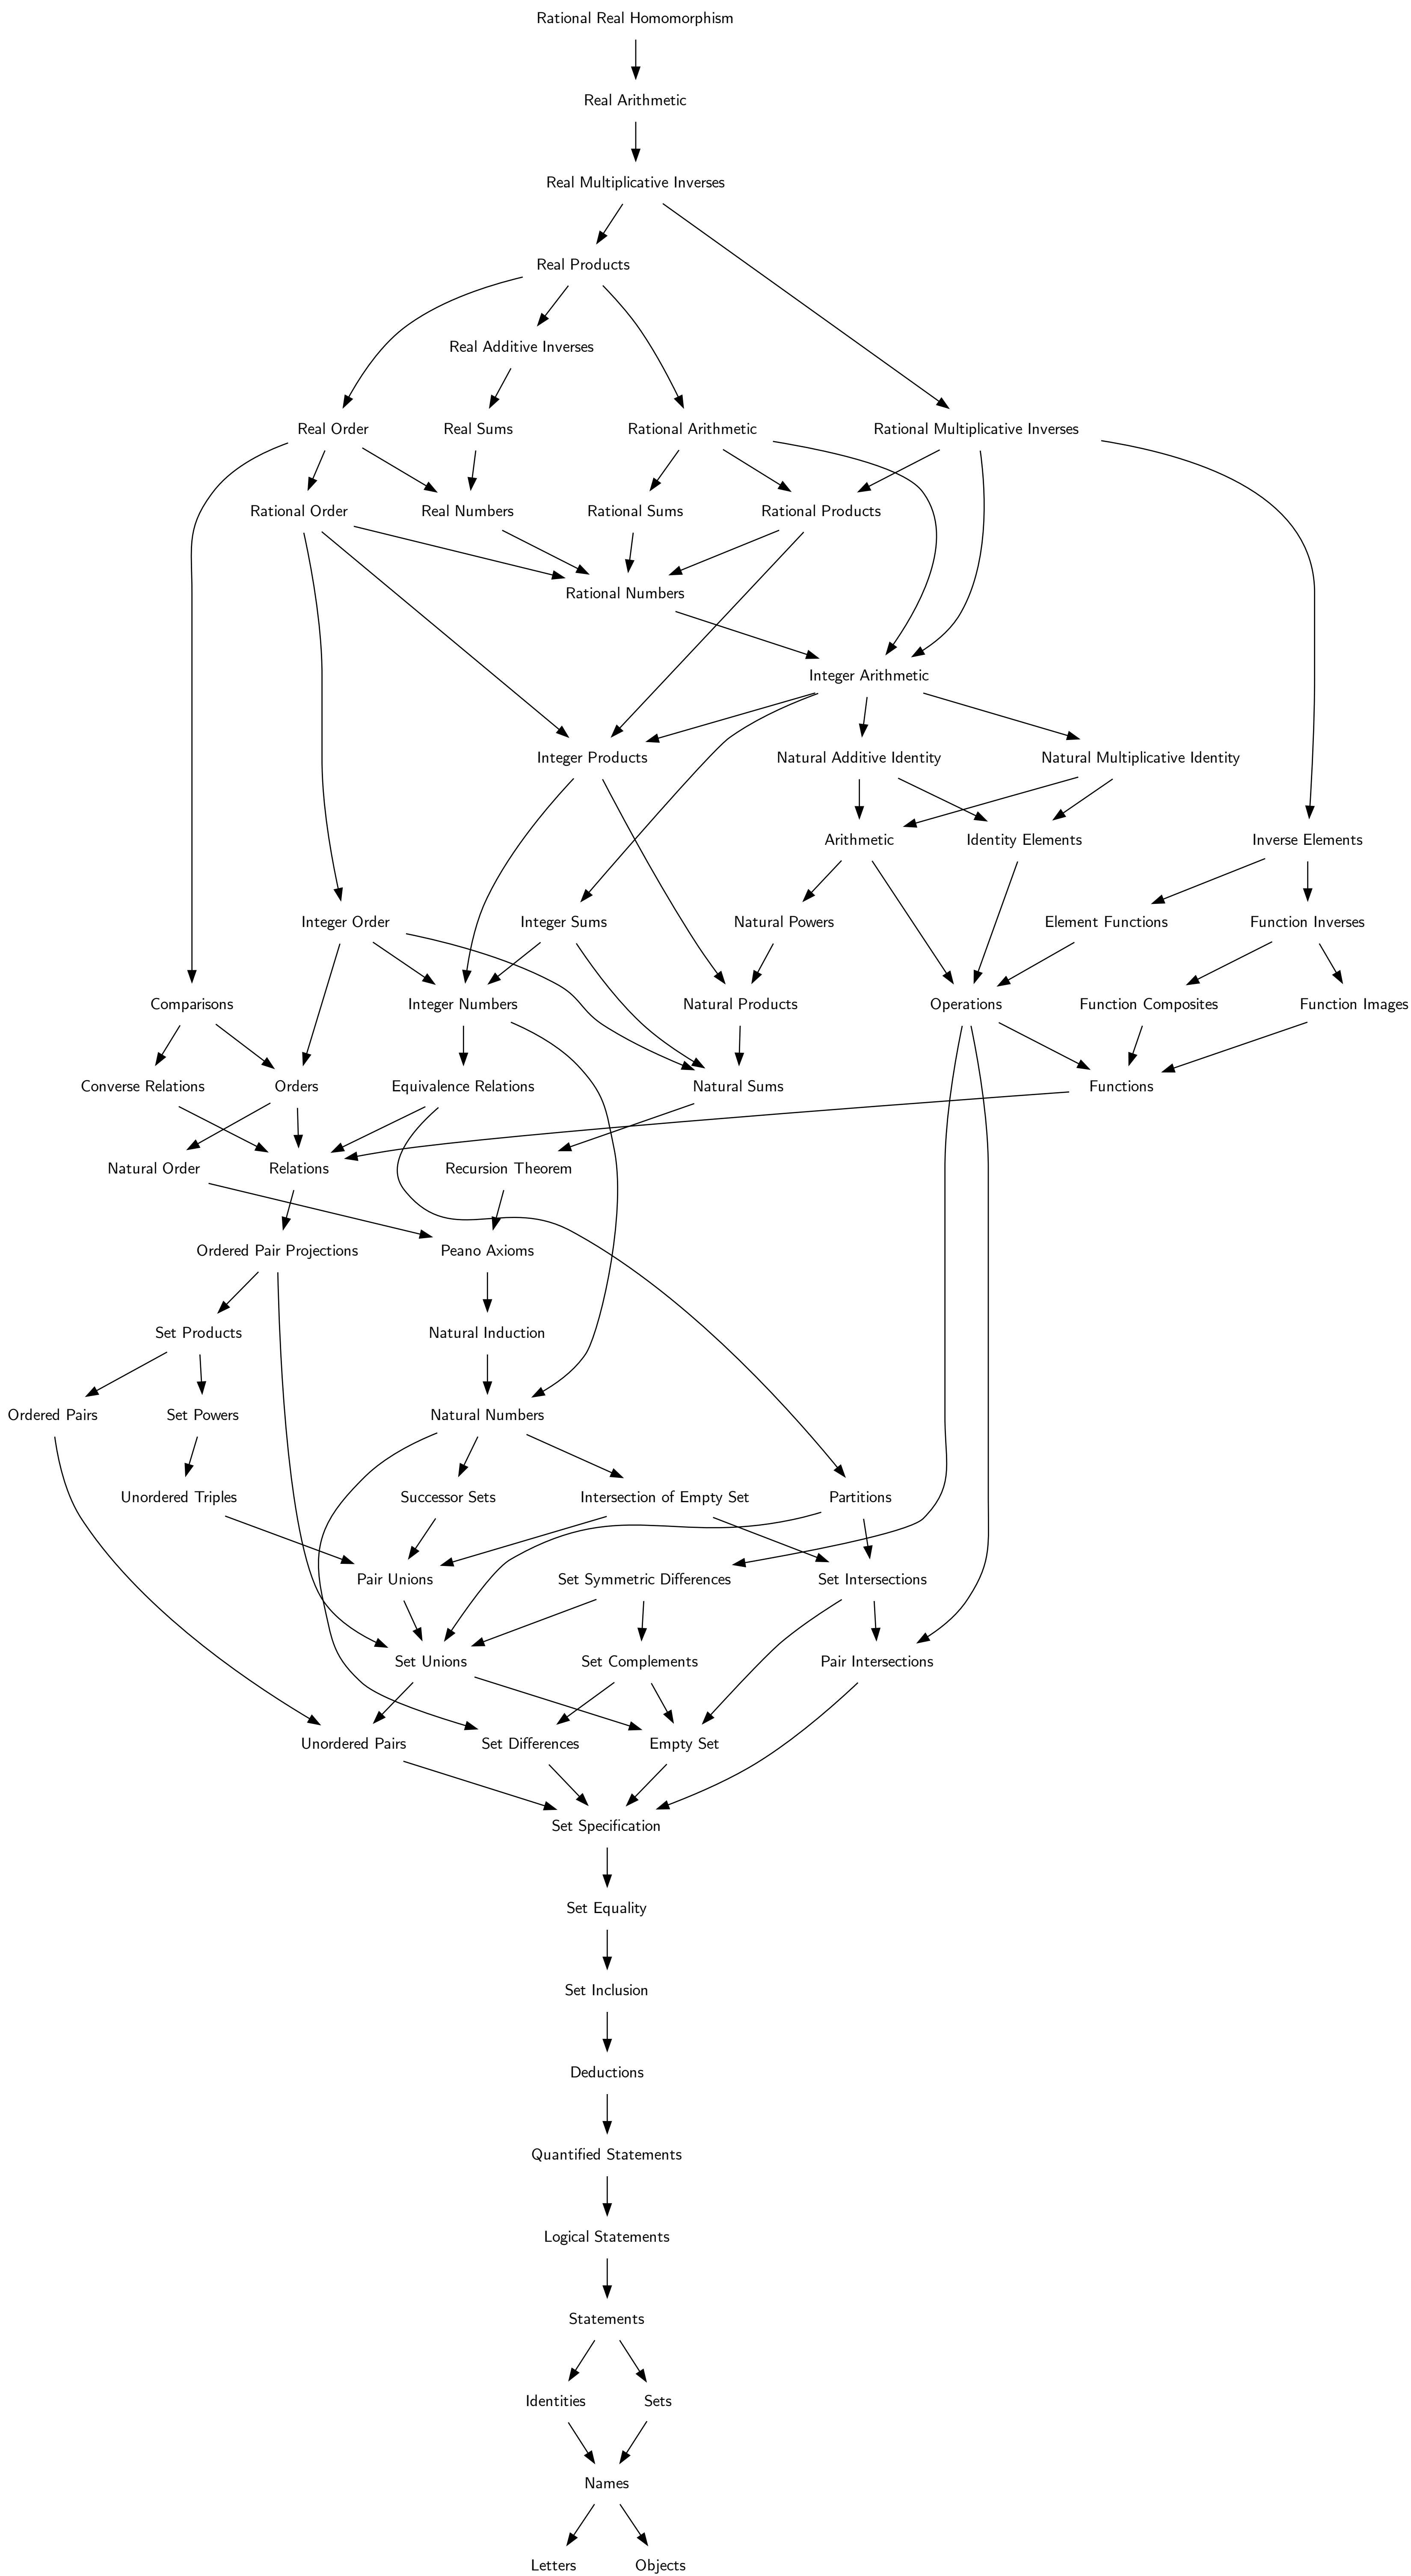 Rational Real Homomorphism
Real Arithmetic
Real Multiplicative Inverses
Real Products
Real Additive Inverses
Real Order
Real Sums
Rational Arithmetic
Rational Multiplicative Inverses
Rational Order
Real Numbers
Rational Sums
Rational Products
Rational Numbers
Integer Arithmetic
Integer Products
Natural Additive Identity
Natural Multiplicative Identity
Arithmetic
Identity Elements
Inverse Elements
Integer Order
Integer Sums
Natural Powers
Element Functions
Function Inverses
Comparisons
Integer Numbers
Natural Products
Operations
Function Composites
Function Images
Converse Relations
Orders
Equivalence Relations
Natural Sums
Functions
Natural Order
Relations
Recursion Theorem
Ordered Pair Projections
Peano Axioms
Set Products
Natural Induction
Ordered Pairs
Set Powers
Natural Numbers
Unordered Triples
Successor Sets
Intersection of Empty Set
Partitions
Pair Unions
Set Symmetric Differences
Set Intersections
Set Unions
Set Complements
Pair Intersections
Unordered Pairs
Set Differences
Empty Set
Set Specification
Set Equality
Set Inclusion
Deductions
Quantified Statements
Logical Statements
Statements
Identities
Sets
Names
Letters
Objects